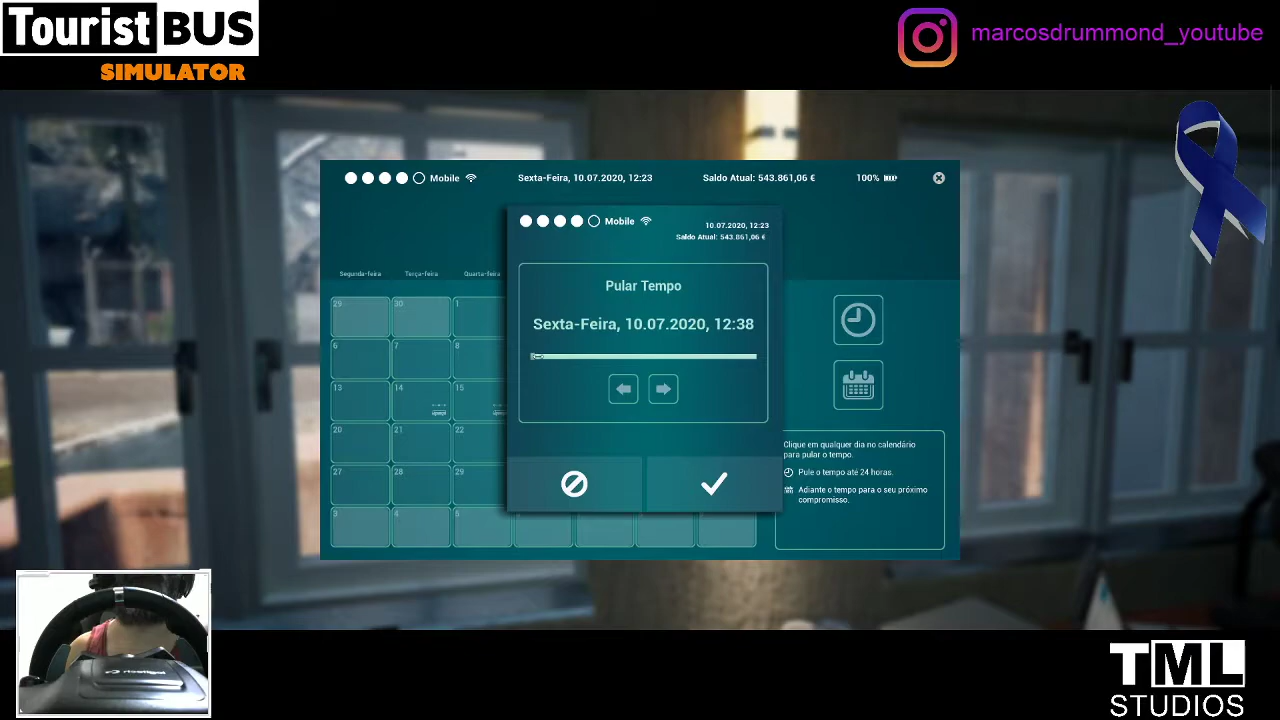 Tourist BUS
SIMULATOR
marcosdrummond_youtube
Mobile
Sexta-Feira, 10.07.2020, 12:23
Saldo Atual: 543.861,06 €
100%
Mobile
10.07.2020, 12:23
Saldo Atual: 543.861,06 €
Segunda-feira
Terça-feira
Quarta-feira
Pular Tempo
Sexta-Feira, 10.07.2020, 12:38
29 30 1
6 7 8
13 14 15
20 21 22
27 28 29
3 4 5
Clique em qualquer dia no calendário
para pular o tempo.
Pule o tempo até 24 horas.
Adiante o tempo para o seu próximo
compromisso.
TML
STUDIOS